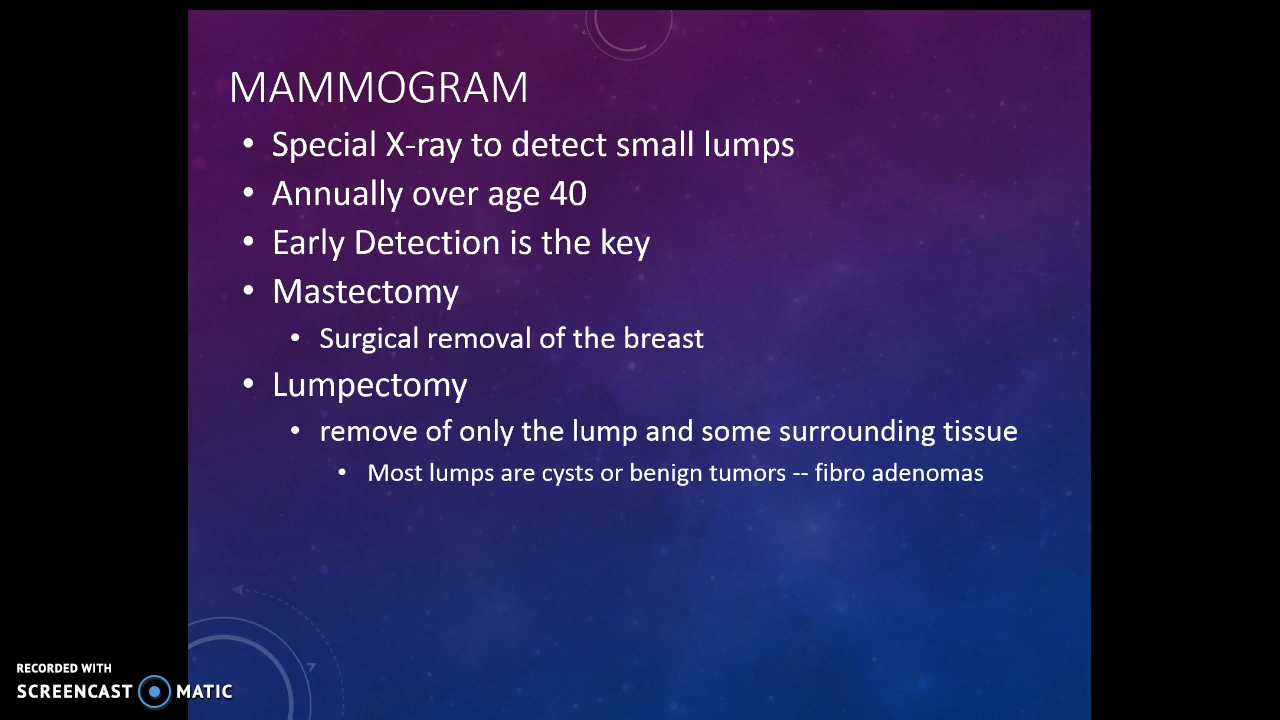 MAMMOGRAM
• Special X-ray to detect small lumps
• Annually over age 40
• Early Detection is the key
• Mastectomy
• Surgical removal of the breast
• Lumpectomy
• remove of only the lump and some surrounding tissue
• Most lumps are cysts or benign tumors -- fibro adenomas
RECORDED WITH
SCREENCAST MATIC